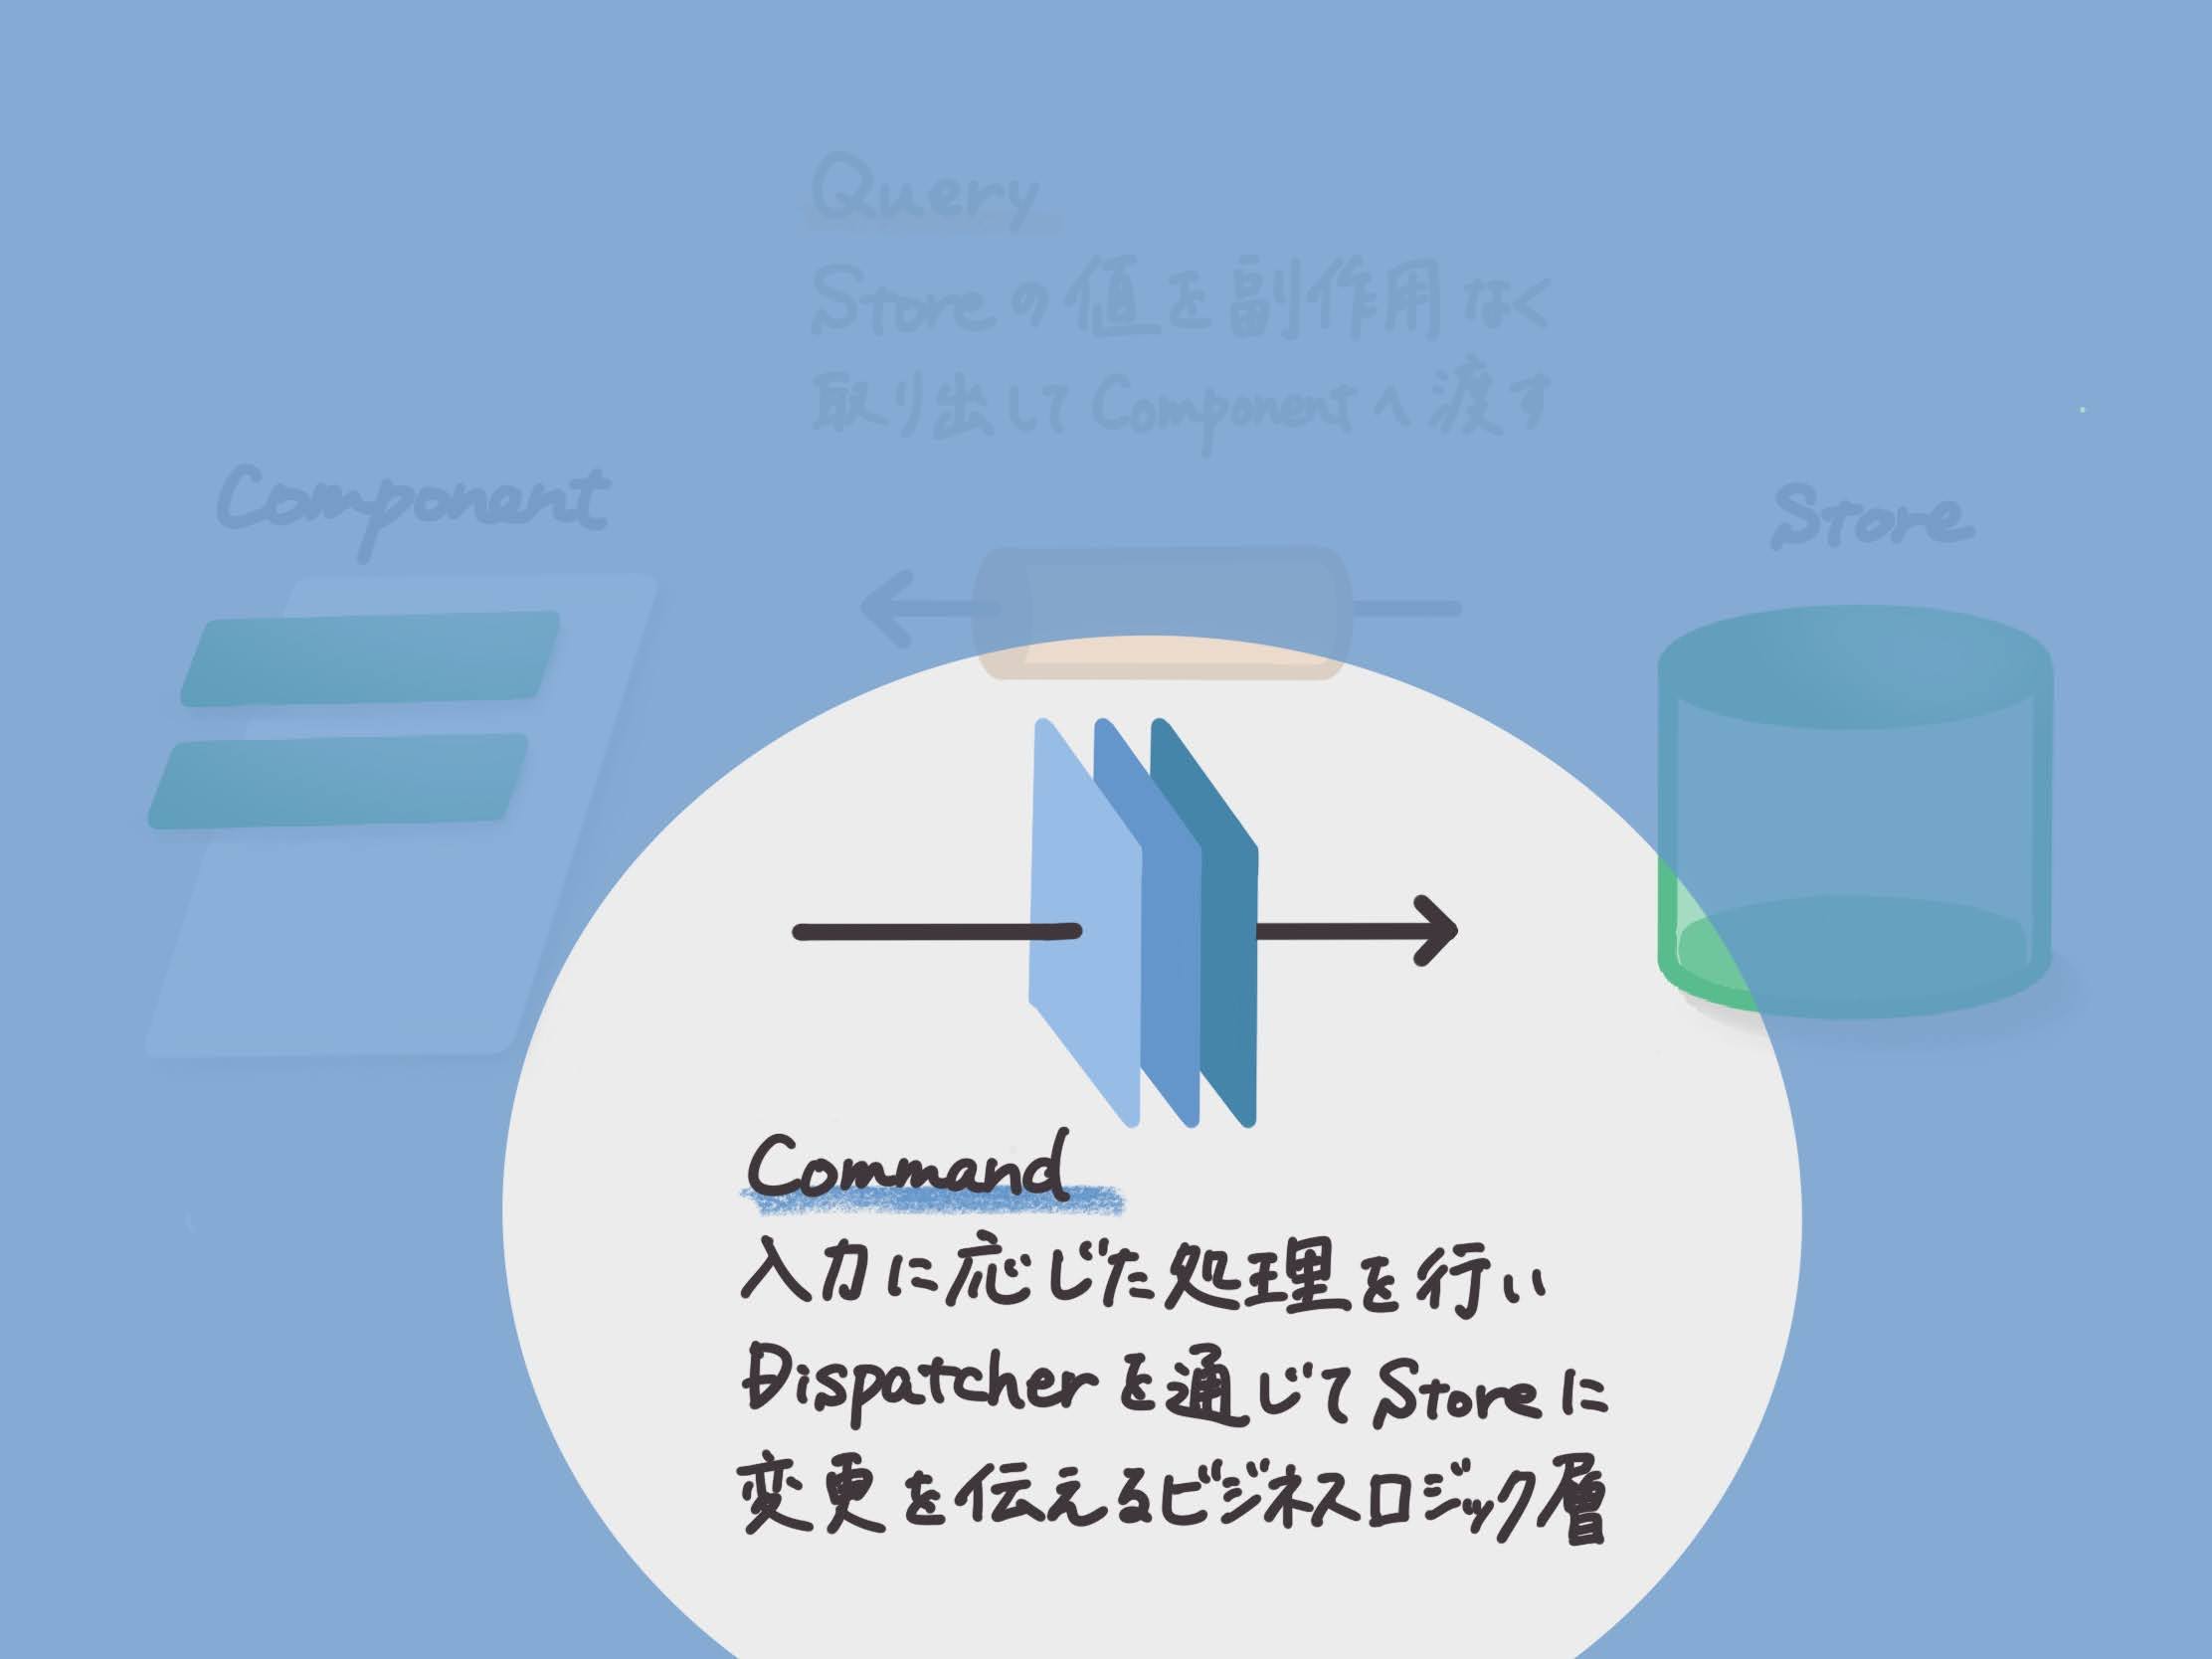 Query
Storeの値を副作用なく
取り出してComponentへ渡す
Component
Store
Command
入力に応じた処理を行い
Dispatcherを通じてStoreに
変更を伝えるビジネスロジック層